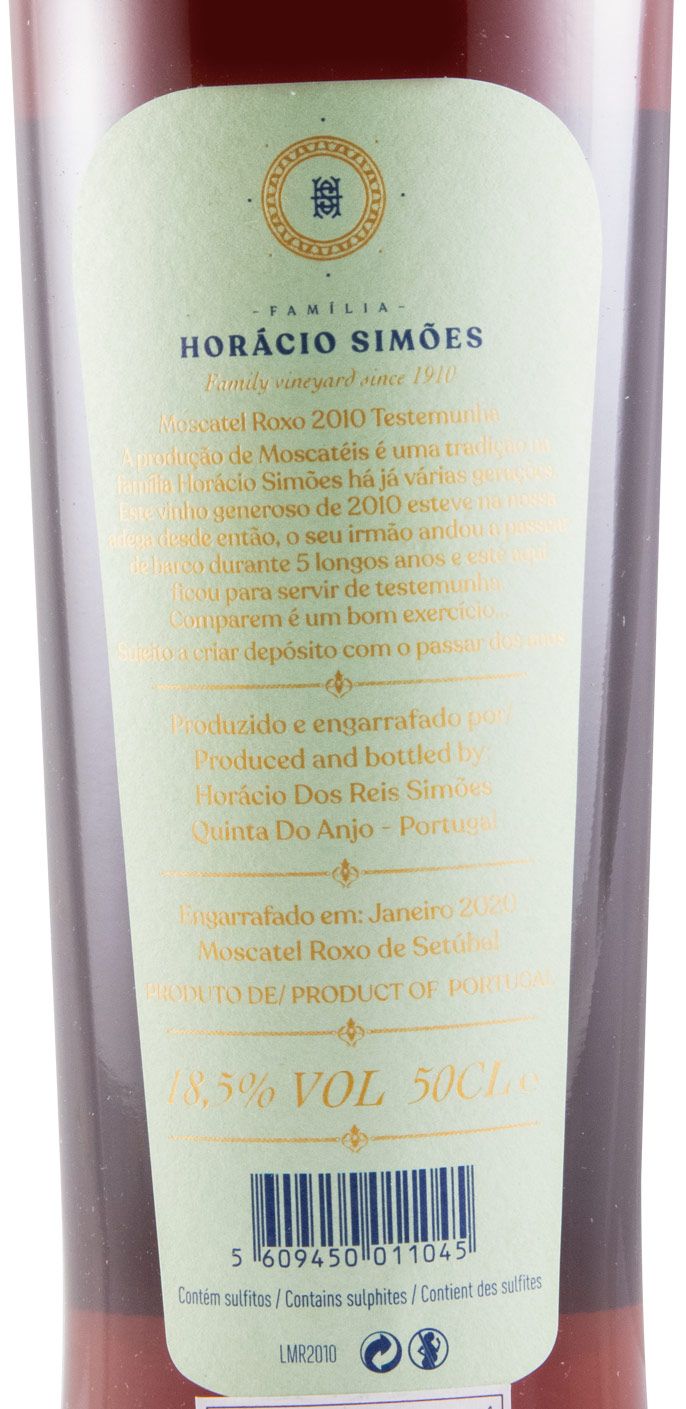 - FAMÍLIA -
HORÁCIO SIMÕES
Family vineyard since 1910
Moscatel Roxo 2010 Testemunha
A produção de Moscatéis é uma tradição na
família Horácio Simões há já várias gerações.
Este vinho generoso de 2010 esteve na nossa
adega desde então, o seu irmão andou a passear
de barco durante 5 longos anos e este aqui
ficou para servir de testemunha.
Comparem é um bom exercício...
Sujeito a criar depósito com o passar dos anos
Produzido e engarrafado por/
Produced and bottled by:
Horácio Dos Reis Simões
Quinta Do Anjo - Portugal
Engarrafado em: Janeiro 2020
Moscatel Roxo de Setúbal
PRODUTO DE/ PRODUCT OF PORTUGAL
18,5% VOL 50CL e
5 609450 011045
Contém sulfitos / Contains sulphites / Contient des sulfites
LMR2010